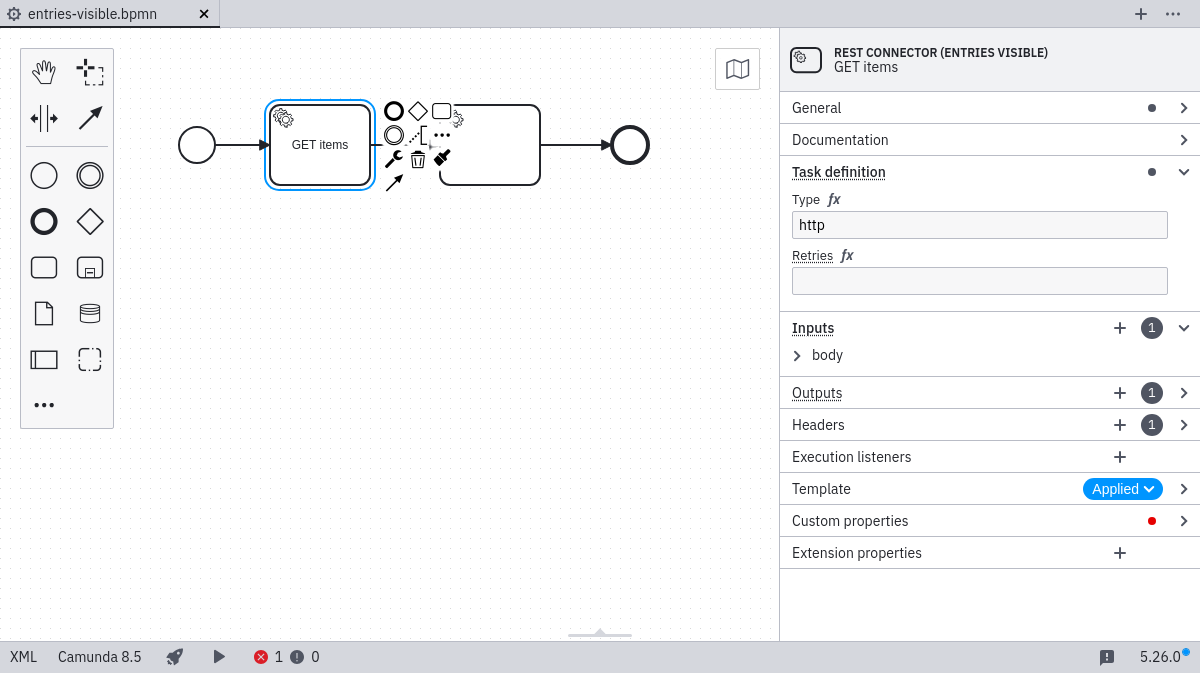 entries-visible.bpmn
GET items
REST CONNECTOR (ENTRIES VISIBLE)
GET items
General
Documentation
Task definition
Type fx
http
Retries fx
Inputs 1
body
Outputs 1
Headers 1
Execution listeners
Template Applied
Custom properties
Extension properties
XML Camunda 8.5 1 0 5.26.0